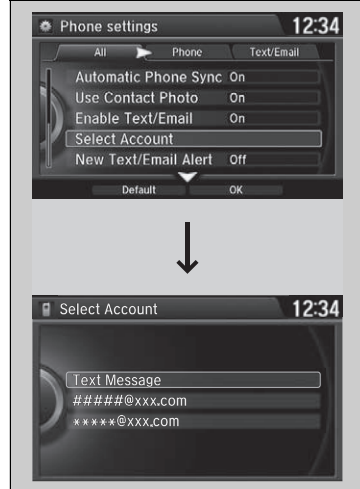 Phone settings 12:34
All Phone Text/Email
Automatic Phone Sync On
Use Contact Photo On
Enable Text/Email On
Select Account
New Text/Email Alert Off
Default OK
Select Account 12:34
Text Message
#####@xxx.com
*****@xxx.com